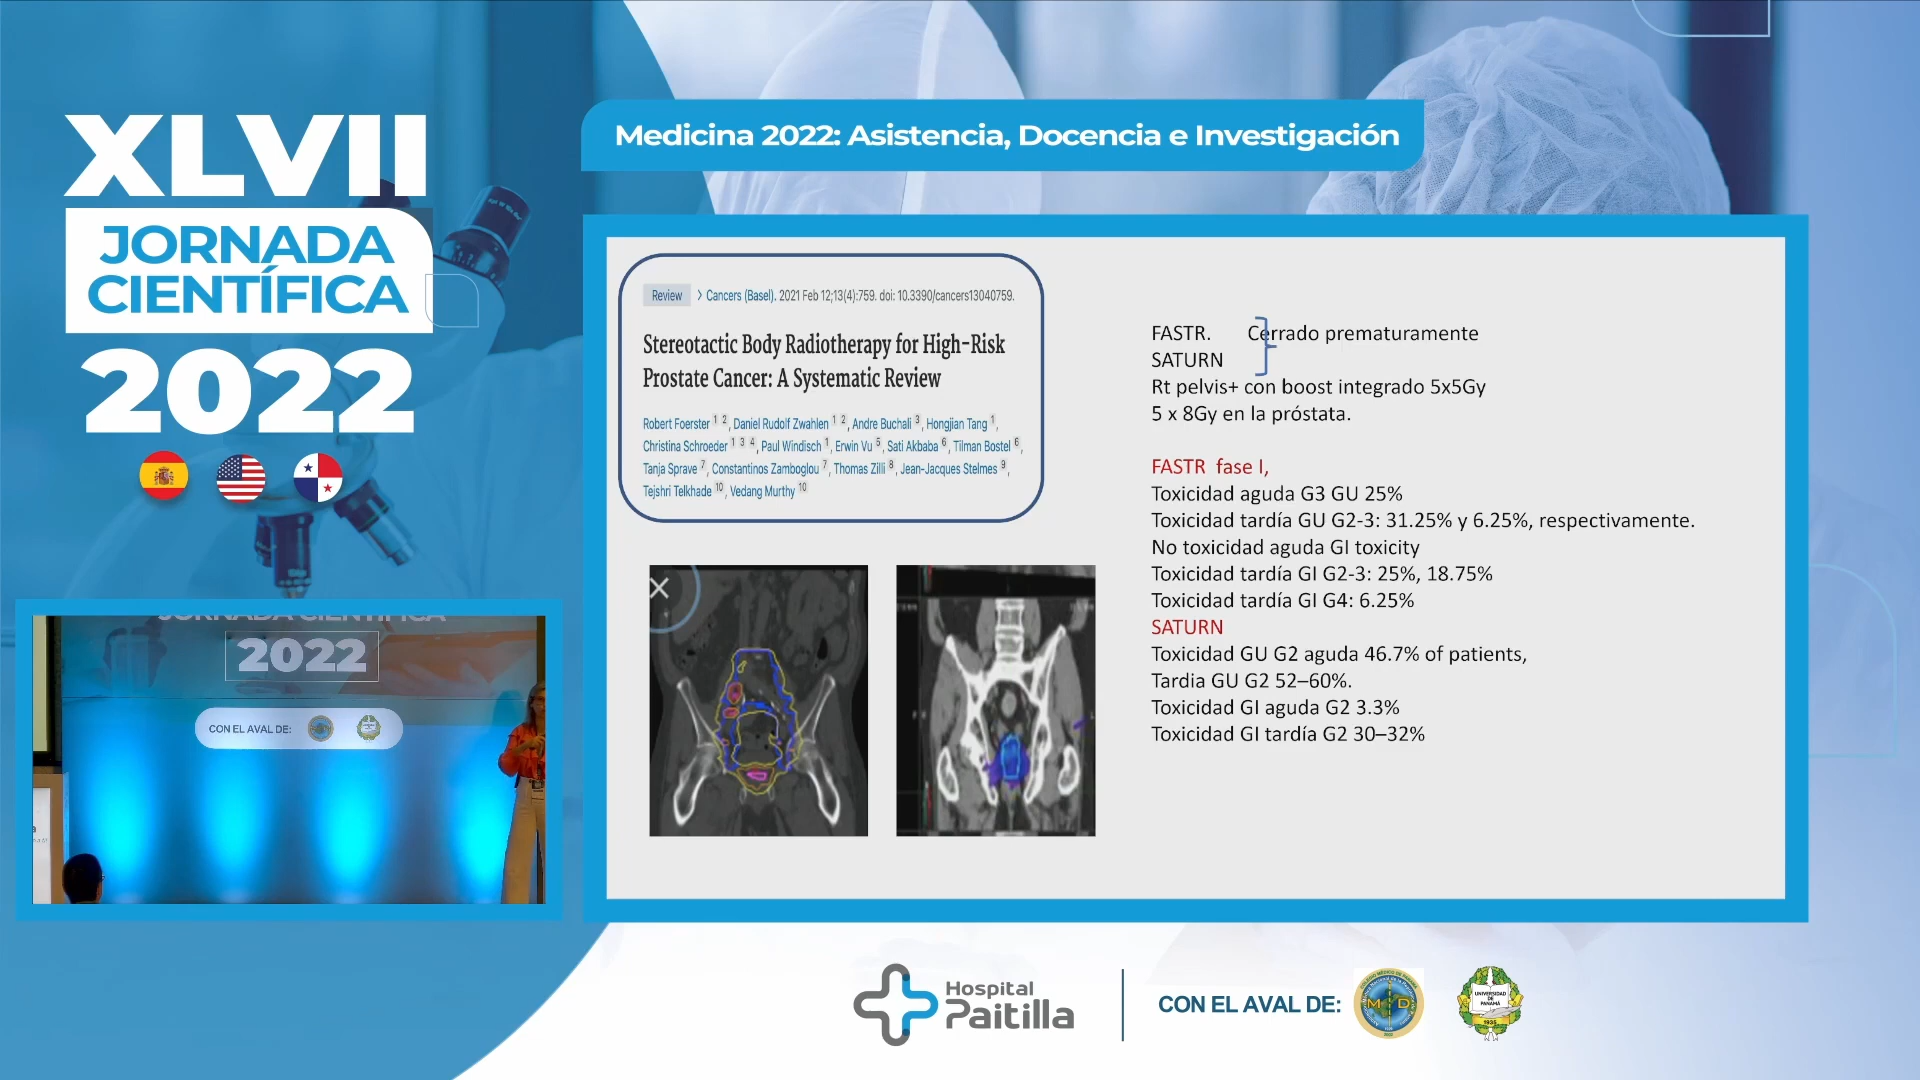 XLVII
JORNADA
CIENTÍFICA
2022
Medicina 2022: Asistencia, Docencia e Investigación
Review
Cancers (Basel). 2021 Feb 12;13(4):759. doi: 10.3390/cancers13040759.
Stereotactic Body Radiotherapy for High-Risk
Prostate Cancer: A Systematic Review
Robert Foerster 1 2, Daniel Rudolf Zwahlen 1 2, Andre Buchali 3, Hongjian Tang 1,
Christina Schroeder 1 3 4, Paul Windisch 1, Erwin Vu 5, Sati Akbaba 6, Tilman Bostel 6,
Tanja Sprave 7, Constantinos Zamboglou 7, Thomas Zilli 8, Jean-Jacques Stelmes 9,
Tejshri Telkhade 10, Vedang Murthy 10
FASTR. Cerrado prematuramente
SATURN
Rt pelvis+ con boost integrado 5x5Gy
5 x 8Gy en la próstata.
FASTR fase I,
Toxicidad aguda G3 GU 25%
Toxicidad tardía GU G2-3: 31.25% y 6.25%, respectivamente.
No toxicidad aguda GI toxicity
Toxicidad tardía GI G2-3: 25%, 18.75%
Toxicidad tardía GI G4: 6.25%
SATURN
Toxicidad GU G2 aguda 46.7% of patients,
Tardia GU G2 52–60%.
Toxicidad GI aguda G2 3.3%
Toxicidad GI tardía G2 30–32%
JORNADA CIENTÍFICA
2022
CON EL AVAL DE:
Hospital
Paitilla
CON EL AVAL DE:
M D
UNIVERSIDAD
DE
PANAMÁ
1935